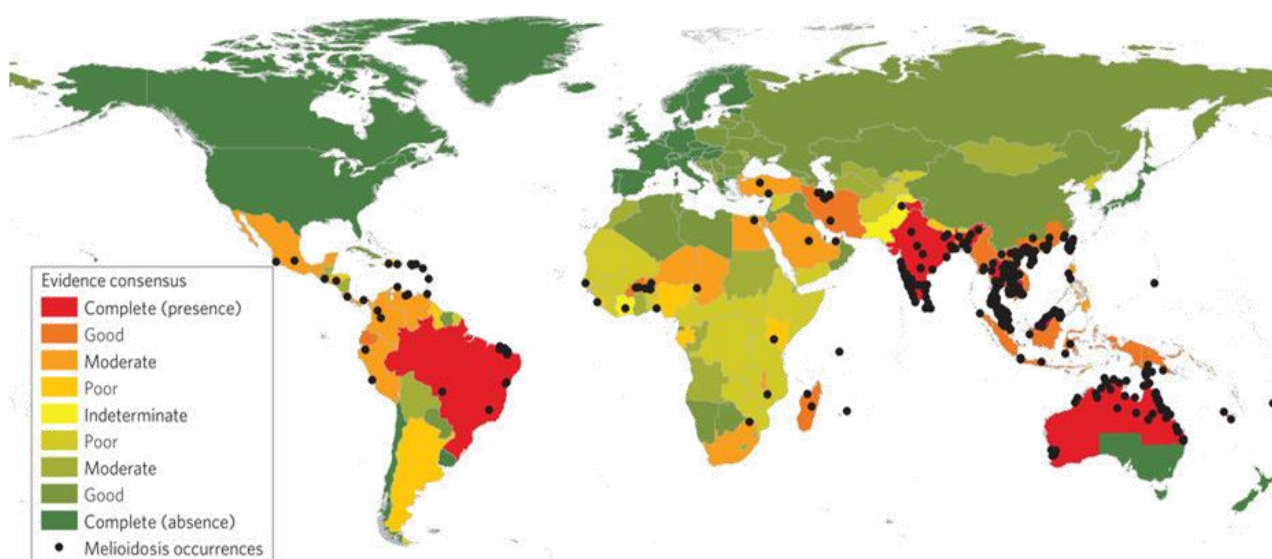 Evidence consensus
Complete (presence)
Good
Moderate
Poor
Indeterminate
Poor
Moderate
Good
Complete (absence)
Melioidosis occurrences